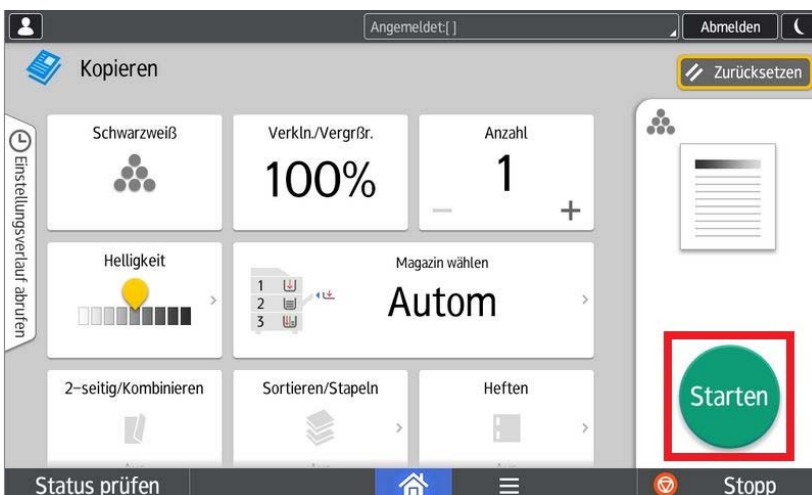 Angemeldet:[ ]
Abmelden
Kopieren
Zurücksetzen
Einstellungsverlauf abrufen
Schwarzweiß
Verkln./Vergrßr.
100%
Anzahl
1
Helligkeit
Magazin wählen
1
2
3
Autom
2-seitig/Kombinieren
Sortieren/Stapeln
Heften
Starten
Status prüfen
Stopp